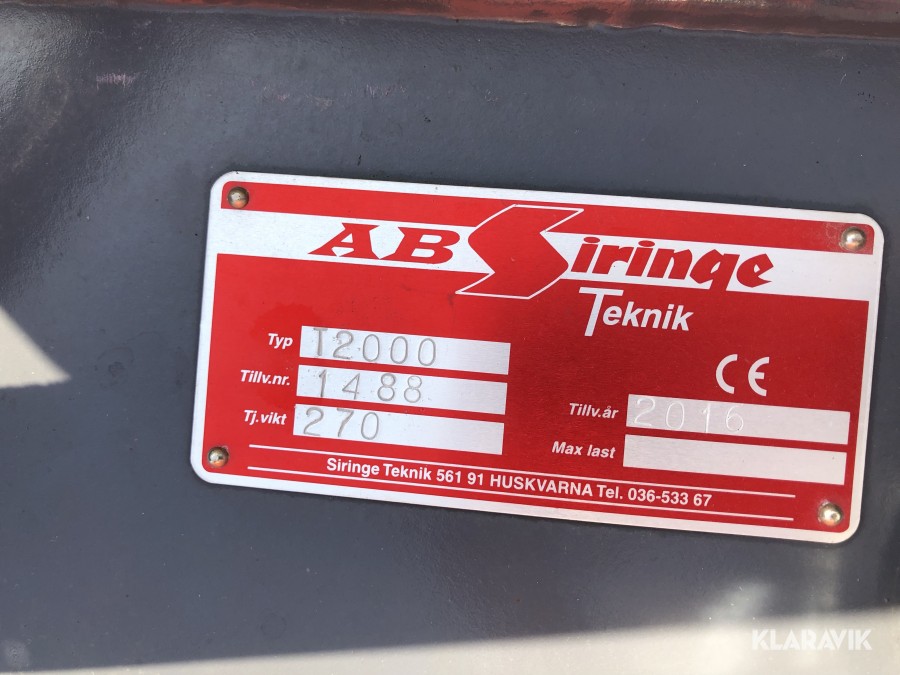 AB Siringe
Teknik
Typ T2000
Tillv.nr. 1488
Tj.vikt 270
CE
Tillv.år 2016
Max last
Siringe Teknik 561 91 HUSKVARNA Tel. 036-533 67
KLARAVIK